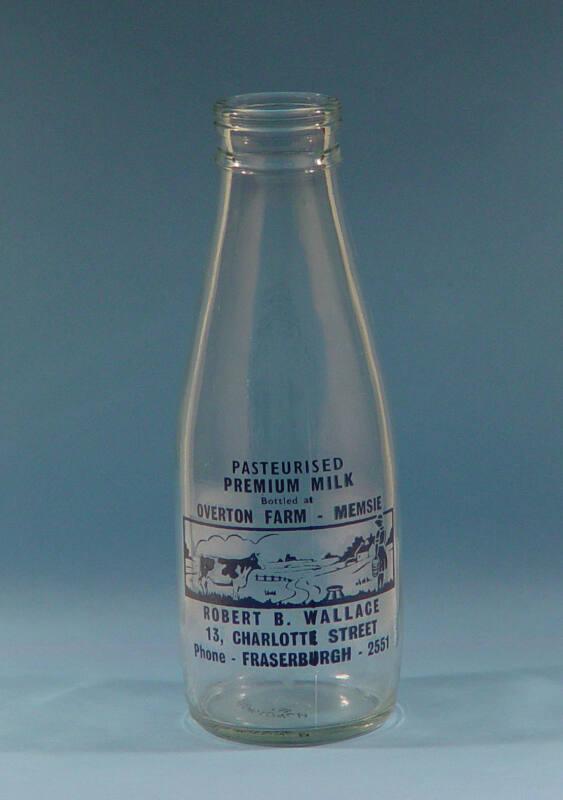 PASTEURISED
PREMIUM MILK
Bottled at
OVERTON FARM - MEMSIE
ROBERT B. WALLACE
13, CHARLOTTE STREET
Phone - FRASERBURGH - 2551